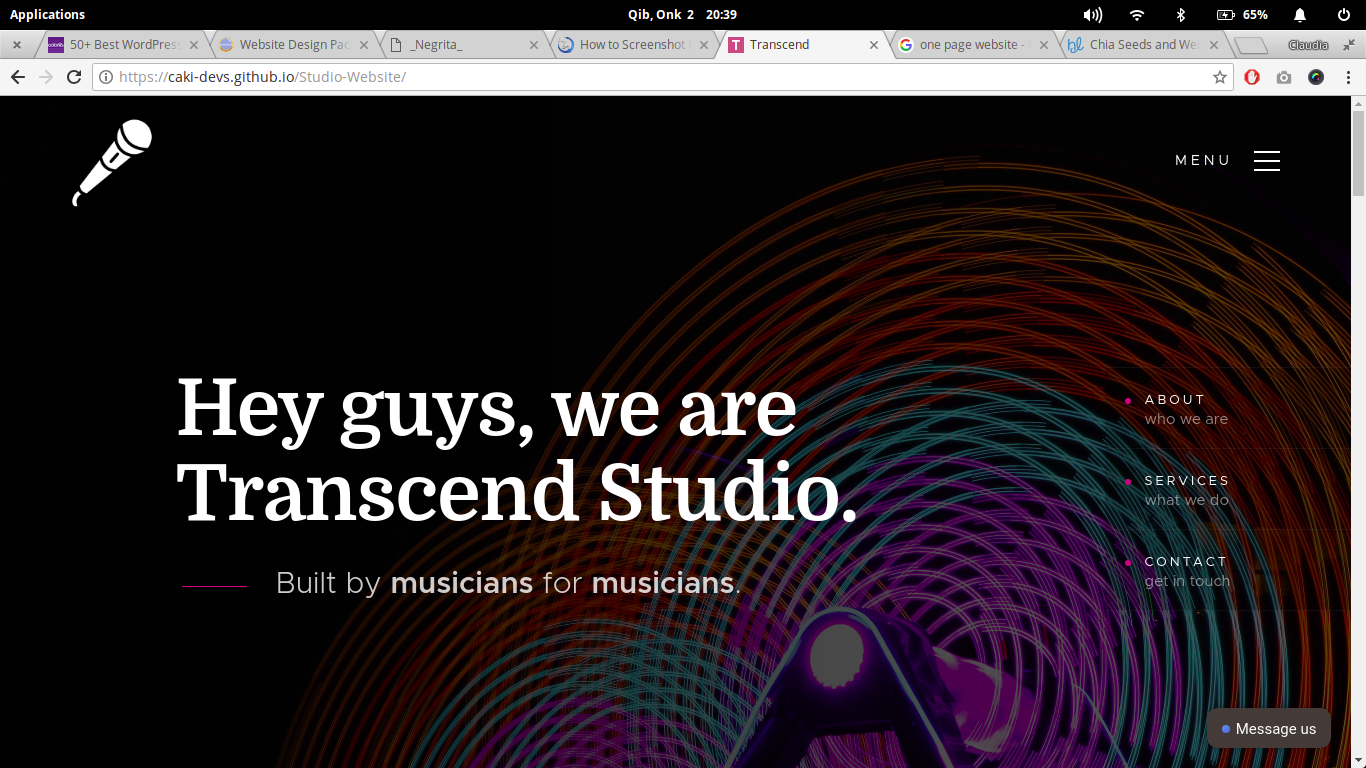 Applications
Qib, Onk 2 20:39
65%
50+ Best WordPres
Website Design Pac
_Negrita_
How to Screenshot
Transcend
one page website -
Chia Seeds and We
Claudia
https://caki-devs.github.io/Studio-Website/
MENU
Hey guys, we are
Transcend Studio.
Built by musicians for musicians.
ABOUT
who we are
SERVICES
what we do
CONTACT
get in touch
Message us